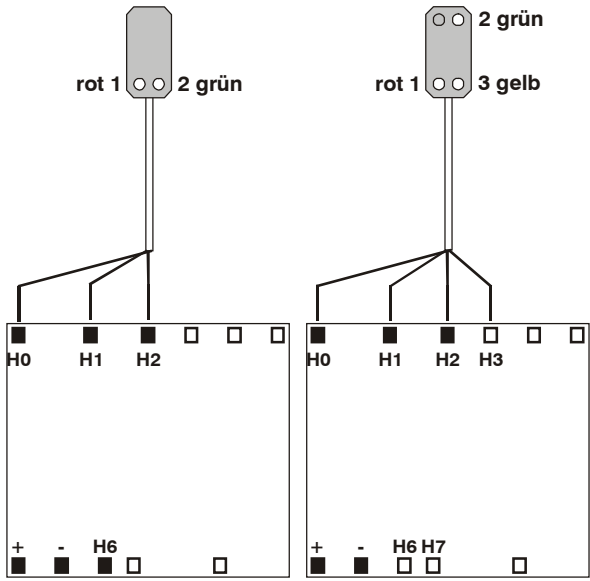 2 grün
rot 1 2 grün
rot 1 3 gelb
H0 H1 H2
H0 H1 H2 H3
+ - H6
+ - H6 H7